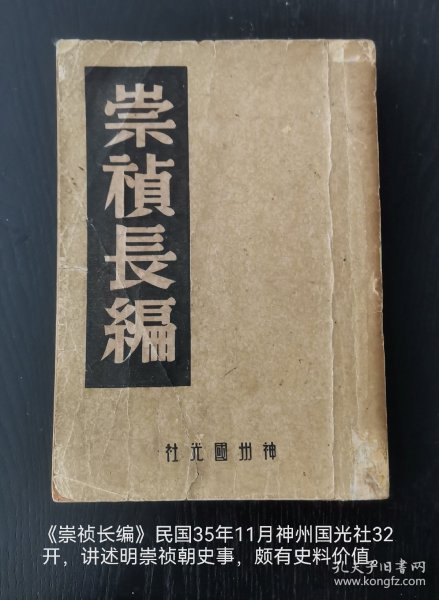 崇禎長編
神州國光社
《崇祯长编》民国35年11月神州国光社32
开，讲述明崇祯朝史事，颇有史料价值。
孔夫子旧书网
kongfz.com